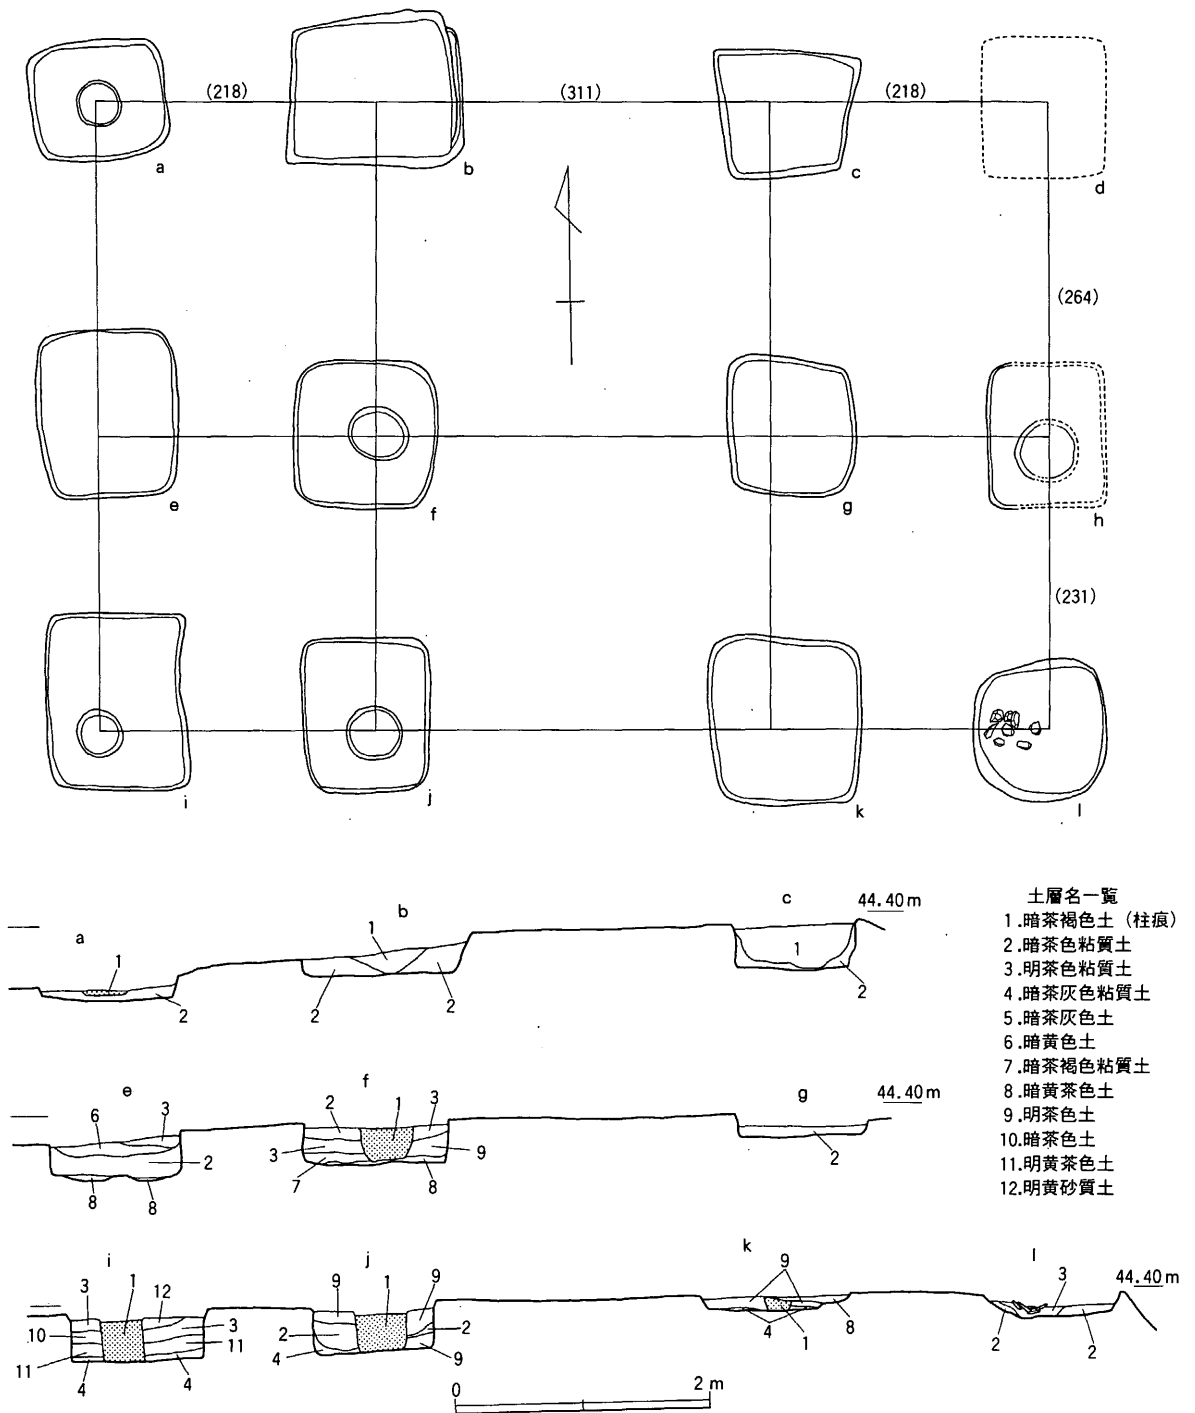 (218)
(311)
(218)
a
b
c
d
(264)
e
f
g
h
(231)
i
j
k
l
a
b
c
44.40m
1
1
1
2
2
2
2
e
f
g
44.40m
6
3
2
1
3
2
3
9
2
8
8
7
8
i
j
k
l
44.40m
3
1
12
9
1
9
9
3
10
3
2
2
11
11
4
9
4
1
8
2
2
4
4
0
2m
土層名一覧
1.暗茶褐色土(柱痕)
2.暗茶色粘質土
3.明茶色粘質土
4.暗茶灰色粘質土
5.暗茶灰色土
6.暗黄色土
7.暗茶褐色粘質土
8.暗黄茶色土
9.明茶色土
10.暗茶色土
11.明黄茶色土
12.明黄砂質土